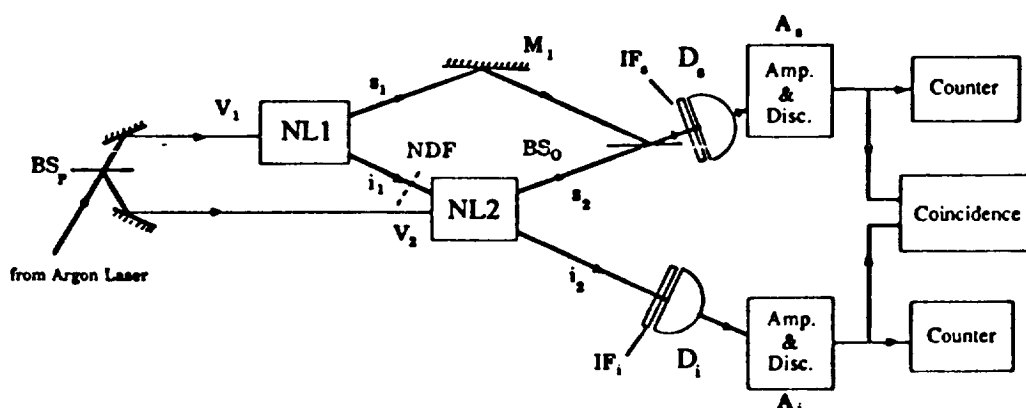 A_s
M_1
IF_s
D_s
Amp.
&
Disc.
Counter
s_1
V_1
NL1
NDF
BS_O
BS_P
i_1
s_2
NL2
V_2
Coincidence
from Argon Laser
i_2
Amp.
&
Disc.
Counter
IF_i
D_i
A_i